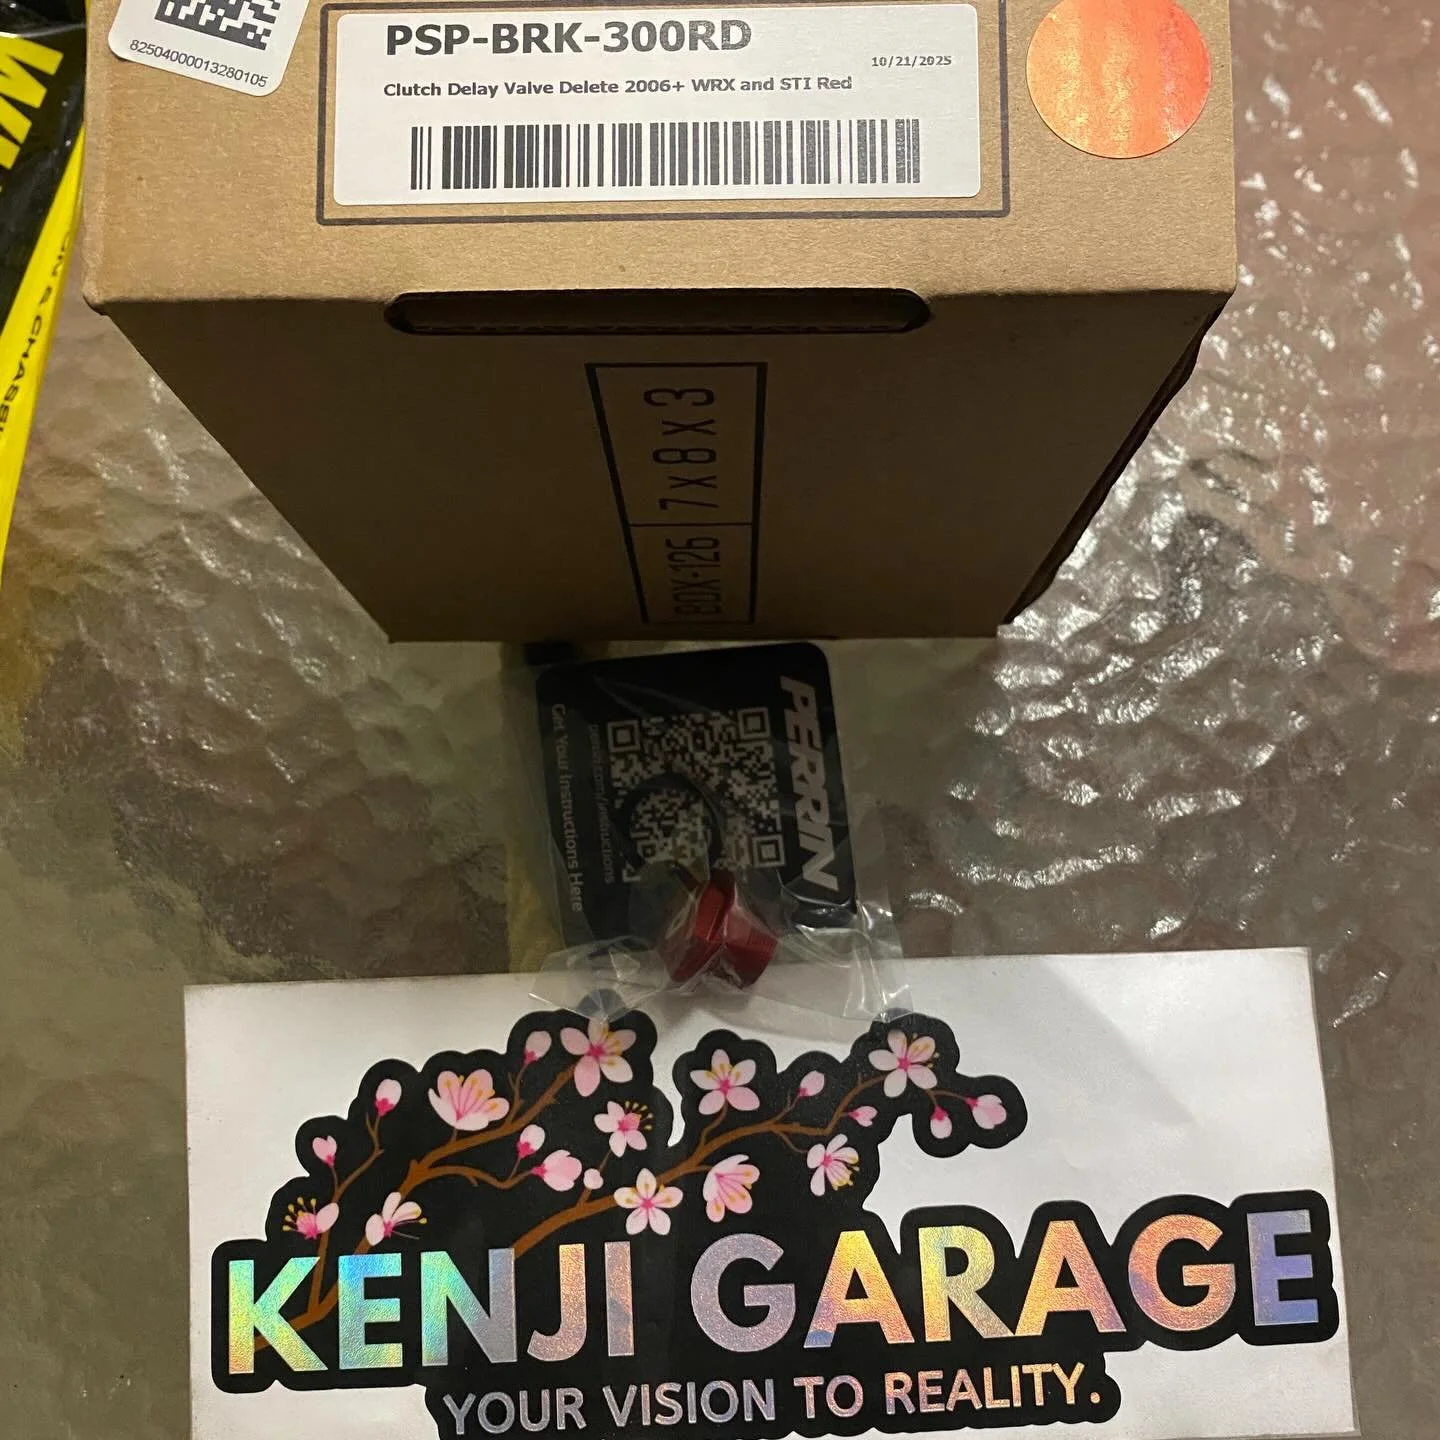 82504000013280105
PSP-BRK-300RD
10/21/2025
Clutch Delay Valve Delete 2006+ WRX and STI Red
BOX-126 7 x 8 x 3
PERRIN
Get Your Instructions Here
KENJI GARAGE
YOUR VISION TO REALITY.